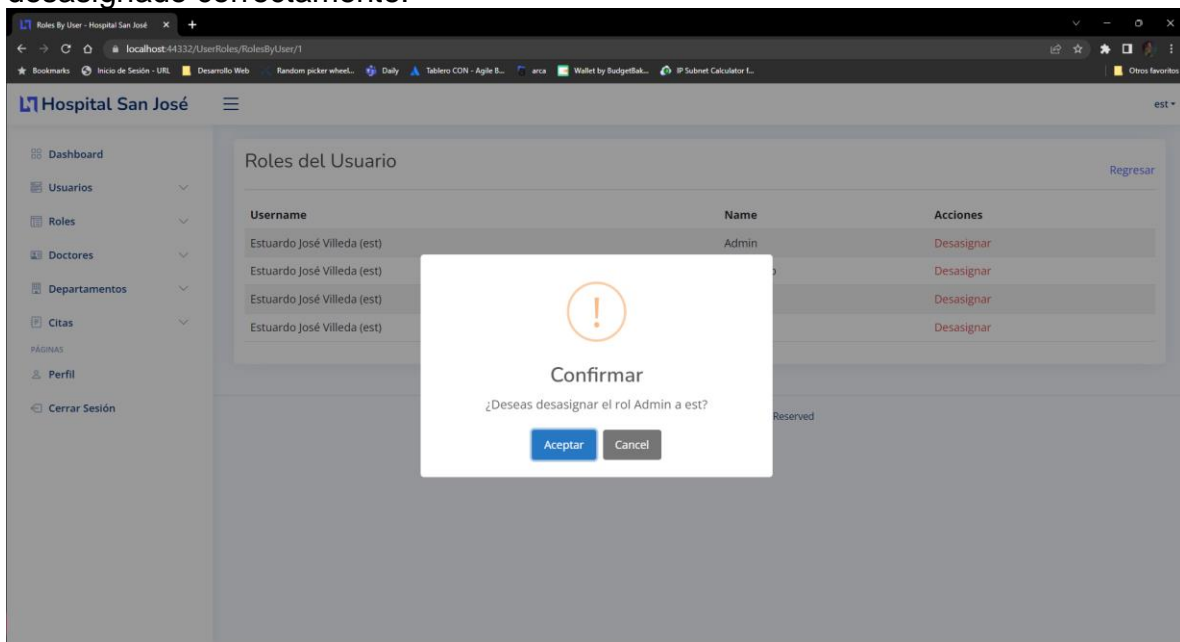 desasignado correctamente.
Roles By User - Hospital San José
localhost:44332/UserRoles/RolesByUser/1
Bookmarks Inicio de Sesión - URL Desarrollo Web Random picker wheel... Daily Tablero CON - Agile B... arca Wallet by BudgetBak... IP Subnet Calculator f... Otros favoritos
Hospital San José est
Dashboard
Usuarios
Roles
Doctores
Departamentos
Citas
PÁGINAS
Perfil
Cerrar Sesión
Roles del Usuario
Regresar
Username Name Acciones
Estuardo José Villeda (est) Admin Desasignar
Estuardo José Villeda (est) Desasignar
Estuardo José Villeda (est) Desasignar
Estuardo José Villeda (est) Desasignar
!
Confirmar
¿Deseas desasignar el rol Admin a est?
Aceptar Cancel
Reserved